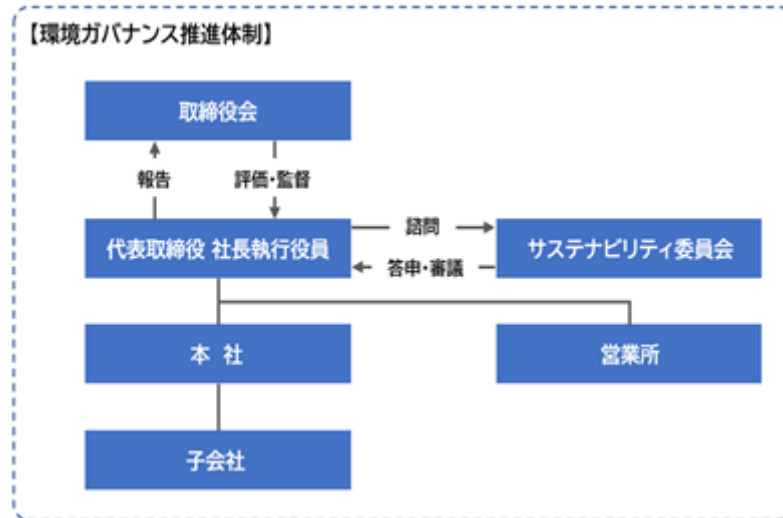 【環境ガバナンス推進体制】
取締役会
報告
評価・監督
代表取締役 社長執行役員
諮問
答申・審議
サステナビリティ委員会
本 社
営業所
子会社